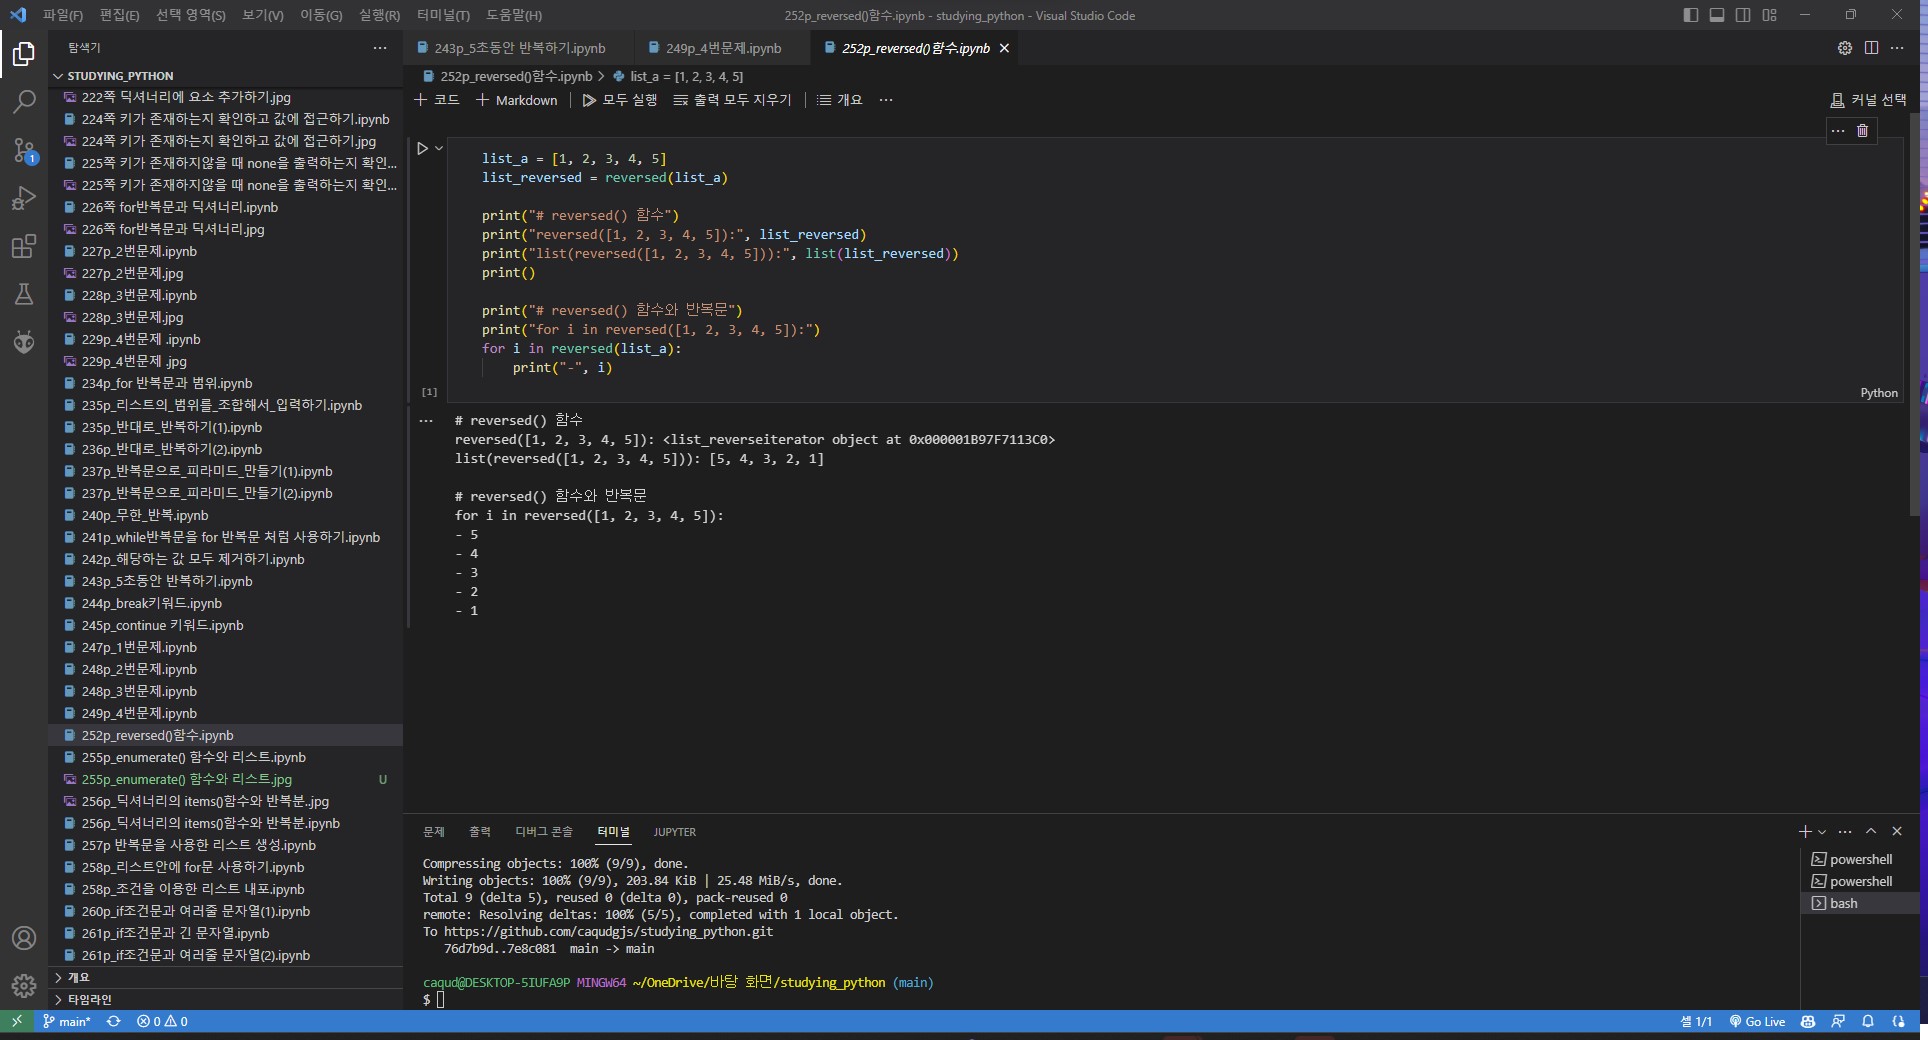 파일(F) 편집(E) 선택 영역(S) 보기(V) 이동(G) 실행(R) 터미널(T) 도움말(H)
252p_reversed()함수.ipynb - studying_python - Visual Studio Code
탐색기
STUDYING_PYTHON
222쪽 딕셔너리에 요소 추가하기.jpg
224쪽 키가 존재하는지 확인하고 값에 접근하기.ipynb
224쪽 키가 존재하는지 확인하고 값에 접근하기.jpg
225쪽 키가 존재하지않을 때 none을 출력하는지 확인...
225쪽 키가 존재하지않을 때 none을 출력하는지 확인...
226쪽 for반복문과 딕셔너리.ipynb
226쪽 for반복문과 딕셔너리.jpg
227p_2번문제.ipynb
227p_2번문제.jpg
228p_3번문제.ipynb
228p_3번문제.jpg
229p_4번문제 .ipynb
229p_4번문제 .jpg
234p_for 반복문과 범위.ipynb
235p_리스트의_범위를_조합해서_입력하기.ipynb
235p_반대로_반복하기(1).ipynb
236p_반대로_반복하기(2).ipynb
237p_반복문으로_피라미드_만들기(1).ipynb
237p_반복문으로_피라미드_만들기(2).ipynb
240p_무한_반복.ipynb
241p_while반복문을 for 반복문 처럼 사용하기.ipynb
242p_해당하는 값 모두 제거하기.ipynb
243p_5초동안 반복하기.ipynb
244p_break키워드.ipynb
245p_continue 키워드.ipynb
247p_1번문제.ipynb
248p_2번문제.ipynb
248p_3번문제.ipynb
249p_4번문제.ipynb
252p_reversed()함수.ipynb
255p_enumerate() 함수와 리스트.ipynb
255p_enumerate() 함수와 리스트.jpg U
256p_딕셔너리의 items()함수와 반복분..jpg
256p_딕셔너리의 items()함수와 반복분.ipynb
257p 반복문을 사용한 리스트 생성.ipynb
258p_리스트안에 for문 사용하기.ipynb
258p_조건을 이용한 리스트 내포.ipynb
260p_if조건문과 여러줄 문자열(1).ipynb
261p_if조건문과 긴 문자열.ipynb
261p_if조건문과 여러줄 문자열(2).ipynb
개요
타임라인
243p_5초동안 반복하기.ipynb 249p_4번문제.ipynb 252p_reversed()함수.ipynb
252p_reversed()함수.ipynb > list_a = [1, 2, 3, 4, 5]
코드 Markdown 모두 실행 출력 모두 지우기 개요 ...
커널 선택
list_a = [1, 2, 3, 4, 5]
list_reversed = reversed(list_a)
print("# reversed() 함수")
print("reversed([1, 2, 3, 4, 5]):", list_reversed)
print("list(reversed([1, 2, 3, 4, 5])):", list(list_reversed))
print()
print("# reversed() 함수와 반복문")
print("for i in reversed([1, 2, 3, 4, 5]):")
for i in reversed(list_a):
print("-", i)
[1]
Python
# reversed() 함수
reversed([1, 2, 3, 4, 5]): <list_reverseiterator object at 0x000001B97F7113C0>
list(reversed([1, 2, 3, 4, 5])): [5, 4, 3, 2, 1]
# reversed() 함수와 반복문
for i in reversed([1, 2, 3, 4, 5]):
- 5
- 4
- 3
- 2
- 1
문제 출력 디버그 콘솔 터미널 JUPYTER
Compressing objects: 100% (9/9), done.
Writing objects: 100% (9/9), 203.84 KiB | 25.48 MiB/s, done.
Total 9 (delta 5), reused 0 (delta 0), pack-reused 0
remote: Resolving deltas: 100% (5/5), completed with 1 local object.
To https://github.com/caqudgjs/studying_python.git
76d7b9d..7e8c081  main -> main
caqud@DESKTOP-5IUFA9P MINGW64 ~/OneDrive/바탕 화면/studying_python (main)
$
powershell
powershell
bash
1
main* 0 0
셀 1/1 Go Live